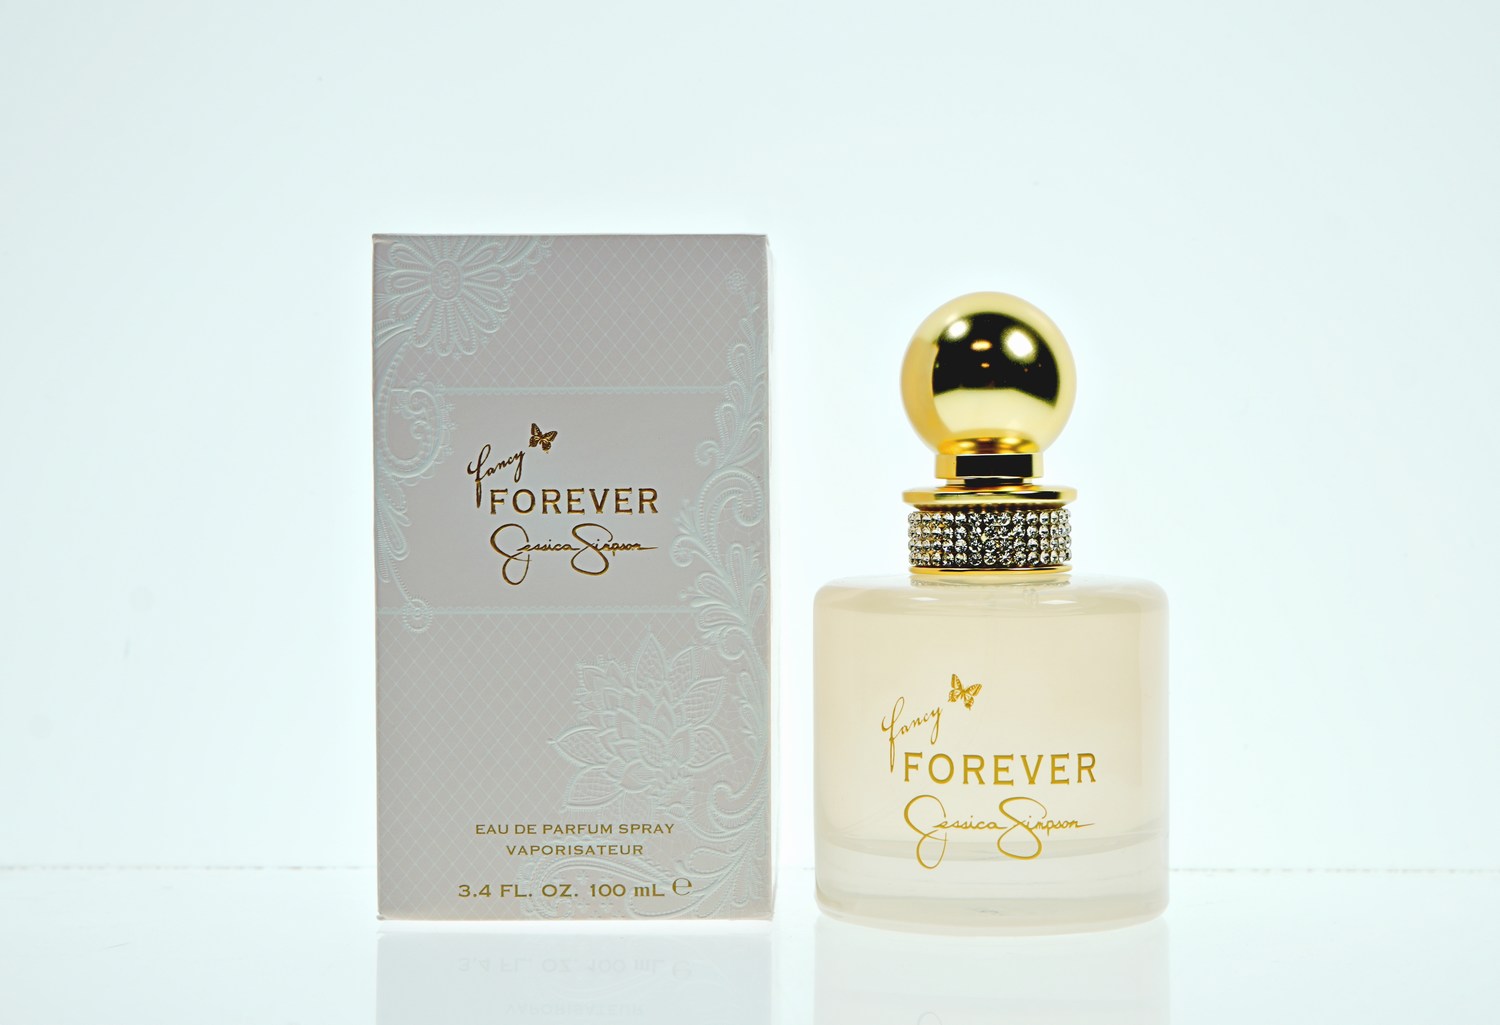 fancy
FOREVER
Jessica Simpson
EAU DE PARFUM SPRAY
VAPORISATEUR
3.4 FL. OZ. 100 mL ℮
fancy
FOREVER
Jessica Simpson